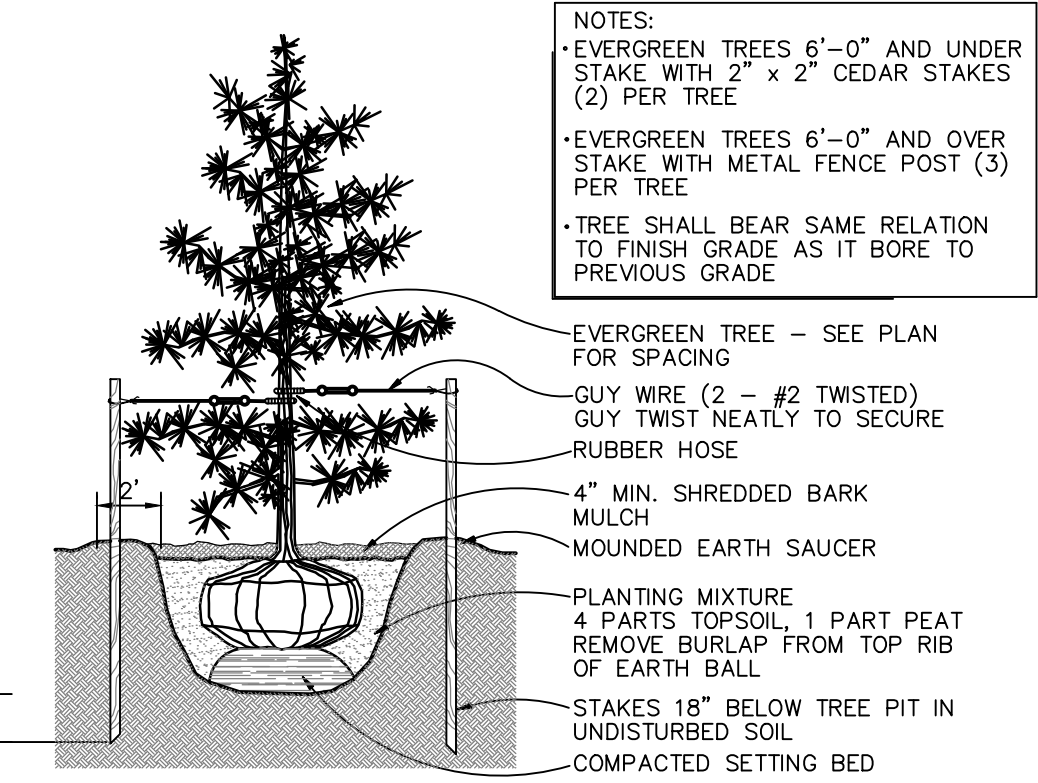 NOTES:
•EVERGREEN TREES 6'-0" AND UNDER
STAKE WITH 2" x 2" CEDAR STAKES
(2) PER TREE
•EVERGREEN TREES 6'-0" AND OVER
STAKE WITH METAL FENCE POST (3)
PER TREE
•TREE SHALL BEAR SAME RELATION
TO FINISH GRADE AS IT BORE TO
PREVIOUS GRADE
EVERGREEN TREE – SEE PLAN
FOR SPACING
GUY WIRE (2 – #2 TWISTED)
GUY TWIST NEATLY TO SECURE
RUBBER HOSE
2'
4" MIN. SHREDDED BARK
MULCH
MOUNDED EARTH SAUCER
PLANTING MIXTURE
4 PARTS TOPSOIL, 1 PART PEAT
REMOVE BURLAP FROM TOP RIB
OF EARTH BALL
STAKES 18" BELOW TREE PIT IN
UNDISTURBED SOIL
COMPACTED SETTING BED